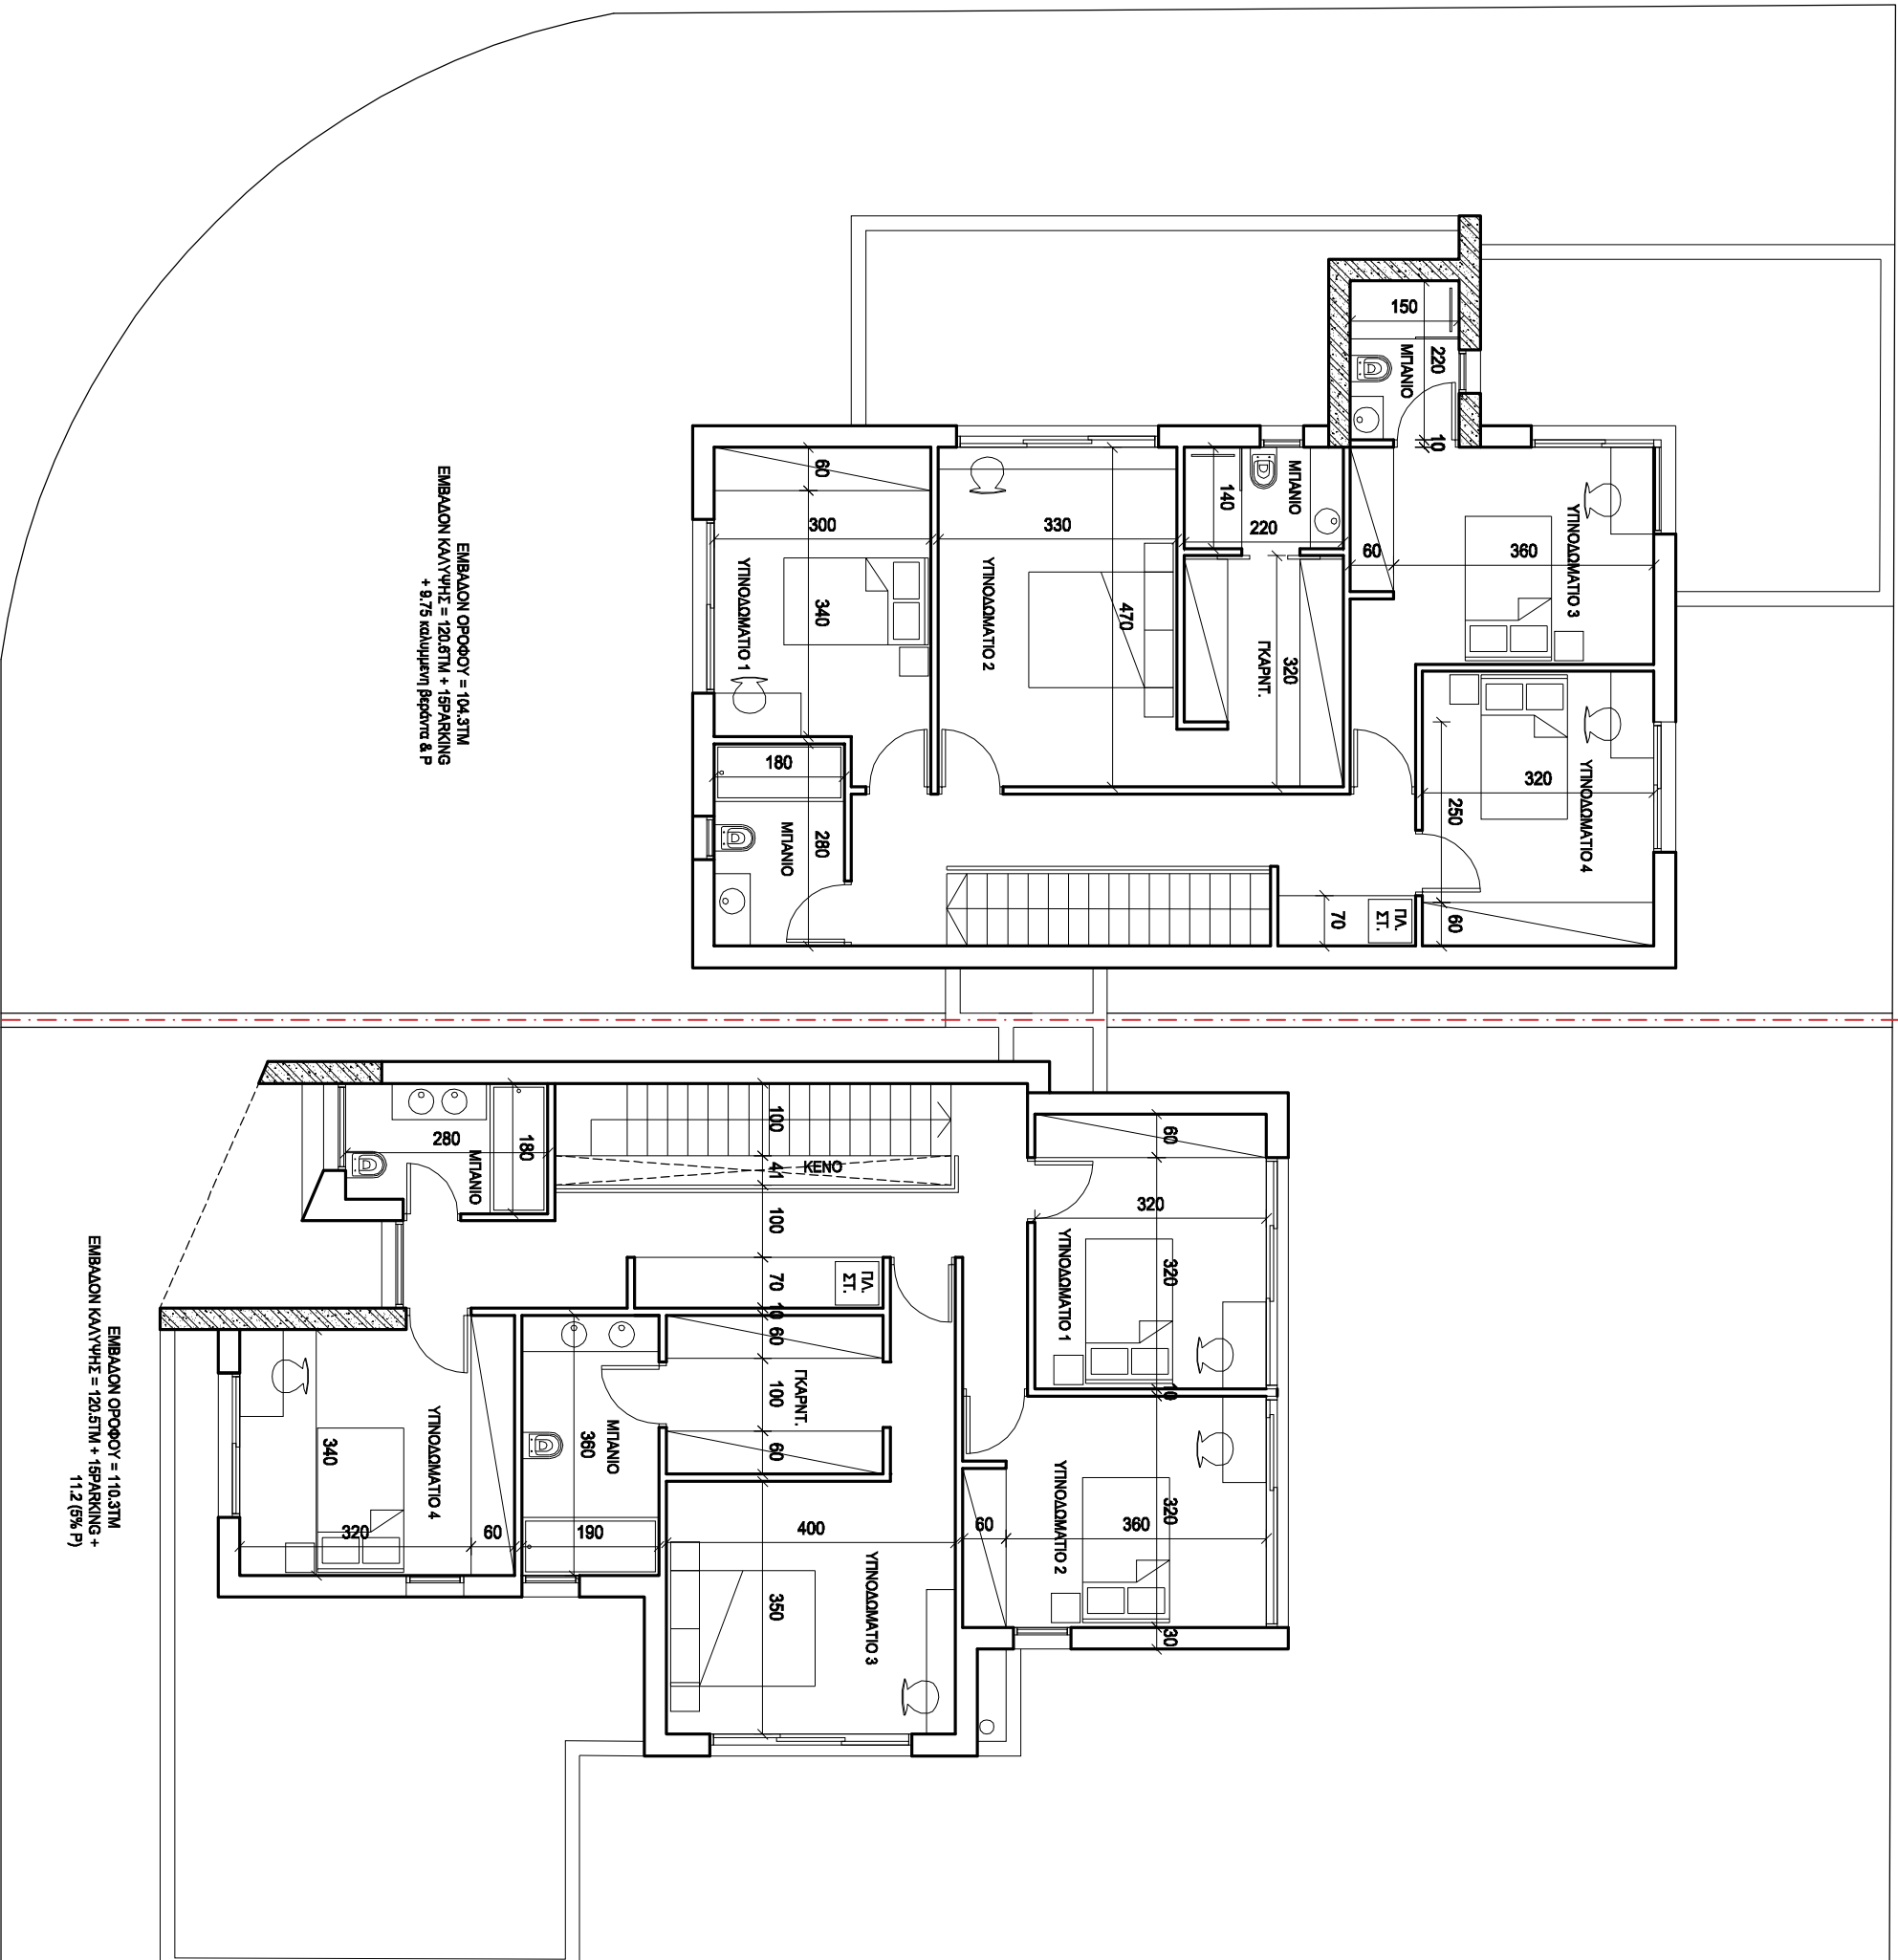 150
ΜΠΑΝΙΟ
220
10
60
360
ΥΠΝΟΔΩΜΑΤΙΟ 3
ΜΠΑΝΙΟ
140
220
ΓΚΑΡΝΤ.
320
330
470
ΥΠΝΟΔΩΜΑΤΙΟ 2
60
300
340
ΥΠΝΟΔΩΜΑΤΙΟ 1
320
250
60
ΥΠΝΟΔΩΜΑΤΙΟ 4
180
280
ΜΠΑΝΙΟ
70
ΠΛ.
ΣΤ.
ΕΜΒΑΔΟΝ ΟΡΟΦΟΥ = 104.3ΤΜ
ΕΜΒΑΔΟΝ ΚΑΛΥΨΗΣ = 120.6ΤΜ + 15PARKING
+ 9.75 καλυμμενη βεράντα & P
280
180
ΜΠΑΝΙΟ
100
41
ΚΕΝΟ
100
70
10
ΠΛ.
ΣΤ.
60
100
60
ΓΚΑΡΝΤ.
60
320
320
ΥΠΝΟΔΩΜΑΤΙΟ 1
10
320
60
360
30
ΥΠΝΟΔΩΜΑΤΙΟ 2
400
350
ΥΠΝΟΔΩΜΑΤΙΟ 3
ΜΠΑΝΙΟ
360
190
340
320
60
ΥΠΝΟΔΩΜΑΤΙΟ 4
ΕΜΒΑΔΟΝ ΟΡΟΦΟΥ = 110.3ΤΜ
ΕΜΒΑΔΟΝ ΚΑΛΥΨΗΣ = 120.5ΤΜ + 15PARKING +
11.2 (5% P)